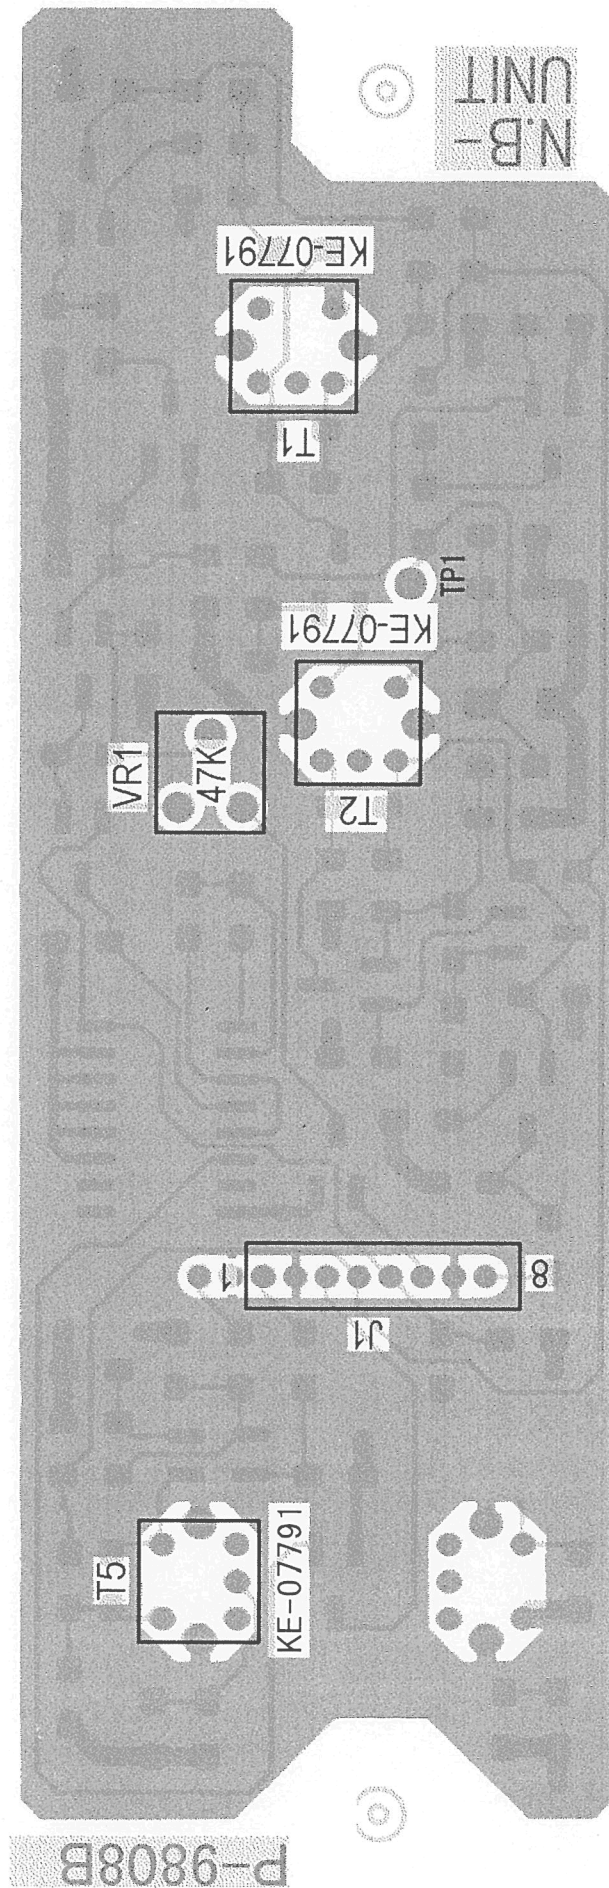 N.B-
UNIT
KE-07791
T1
TP1
KE-07791
VR1
47K
T2
1
8
J1
T5
KE-07791
P-9808B